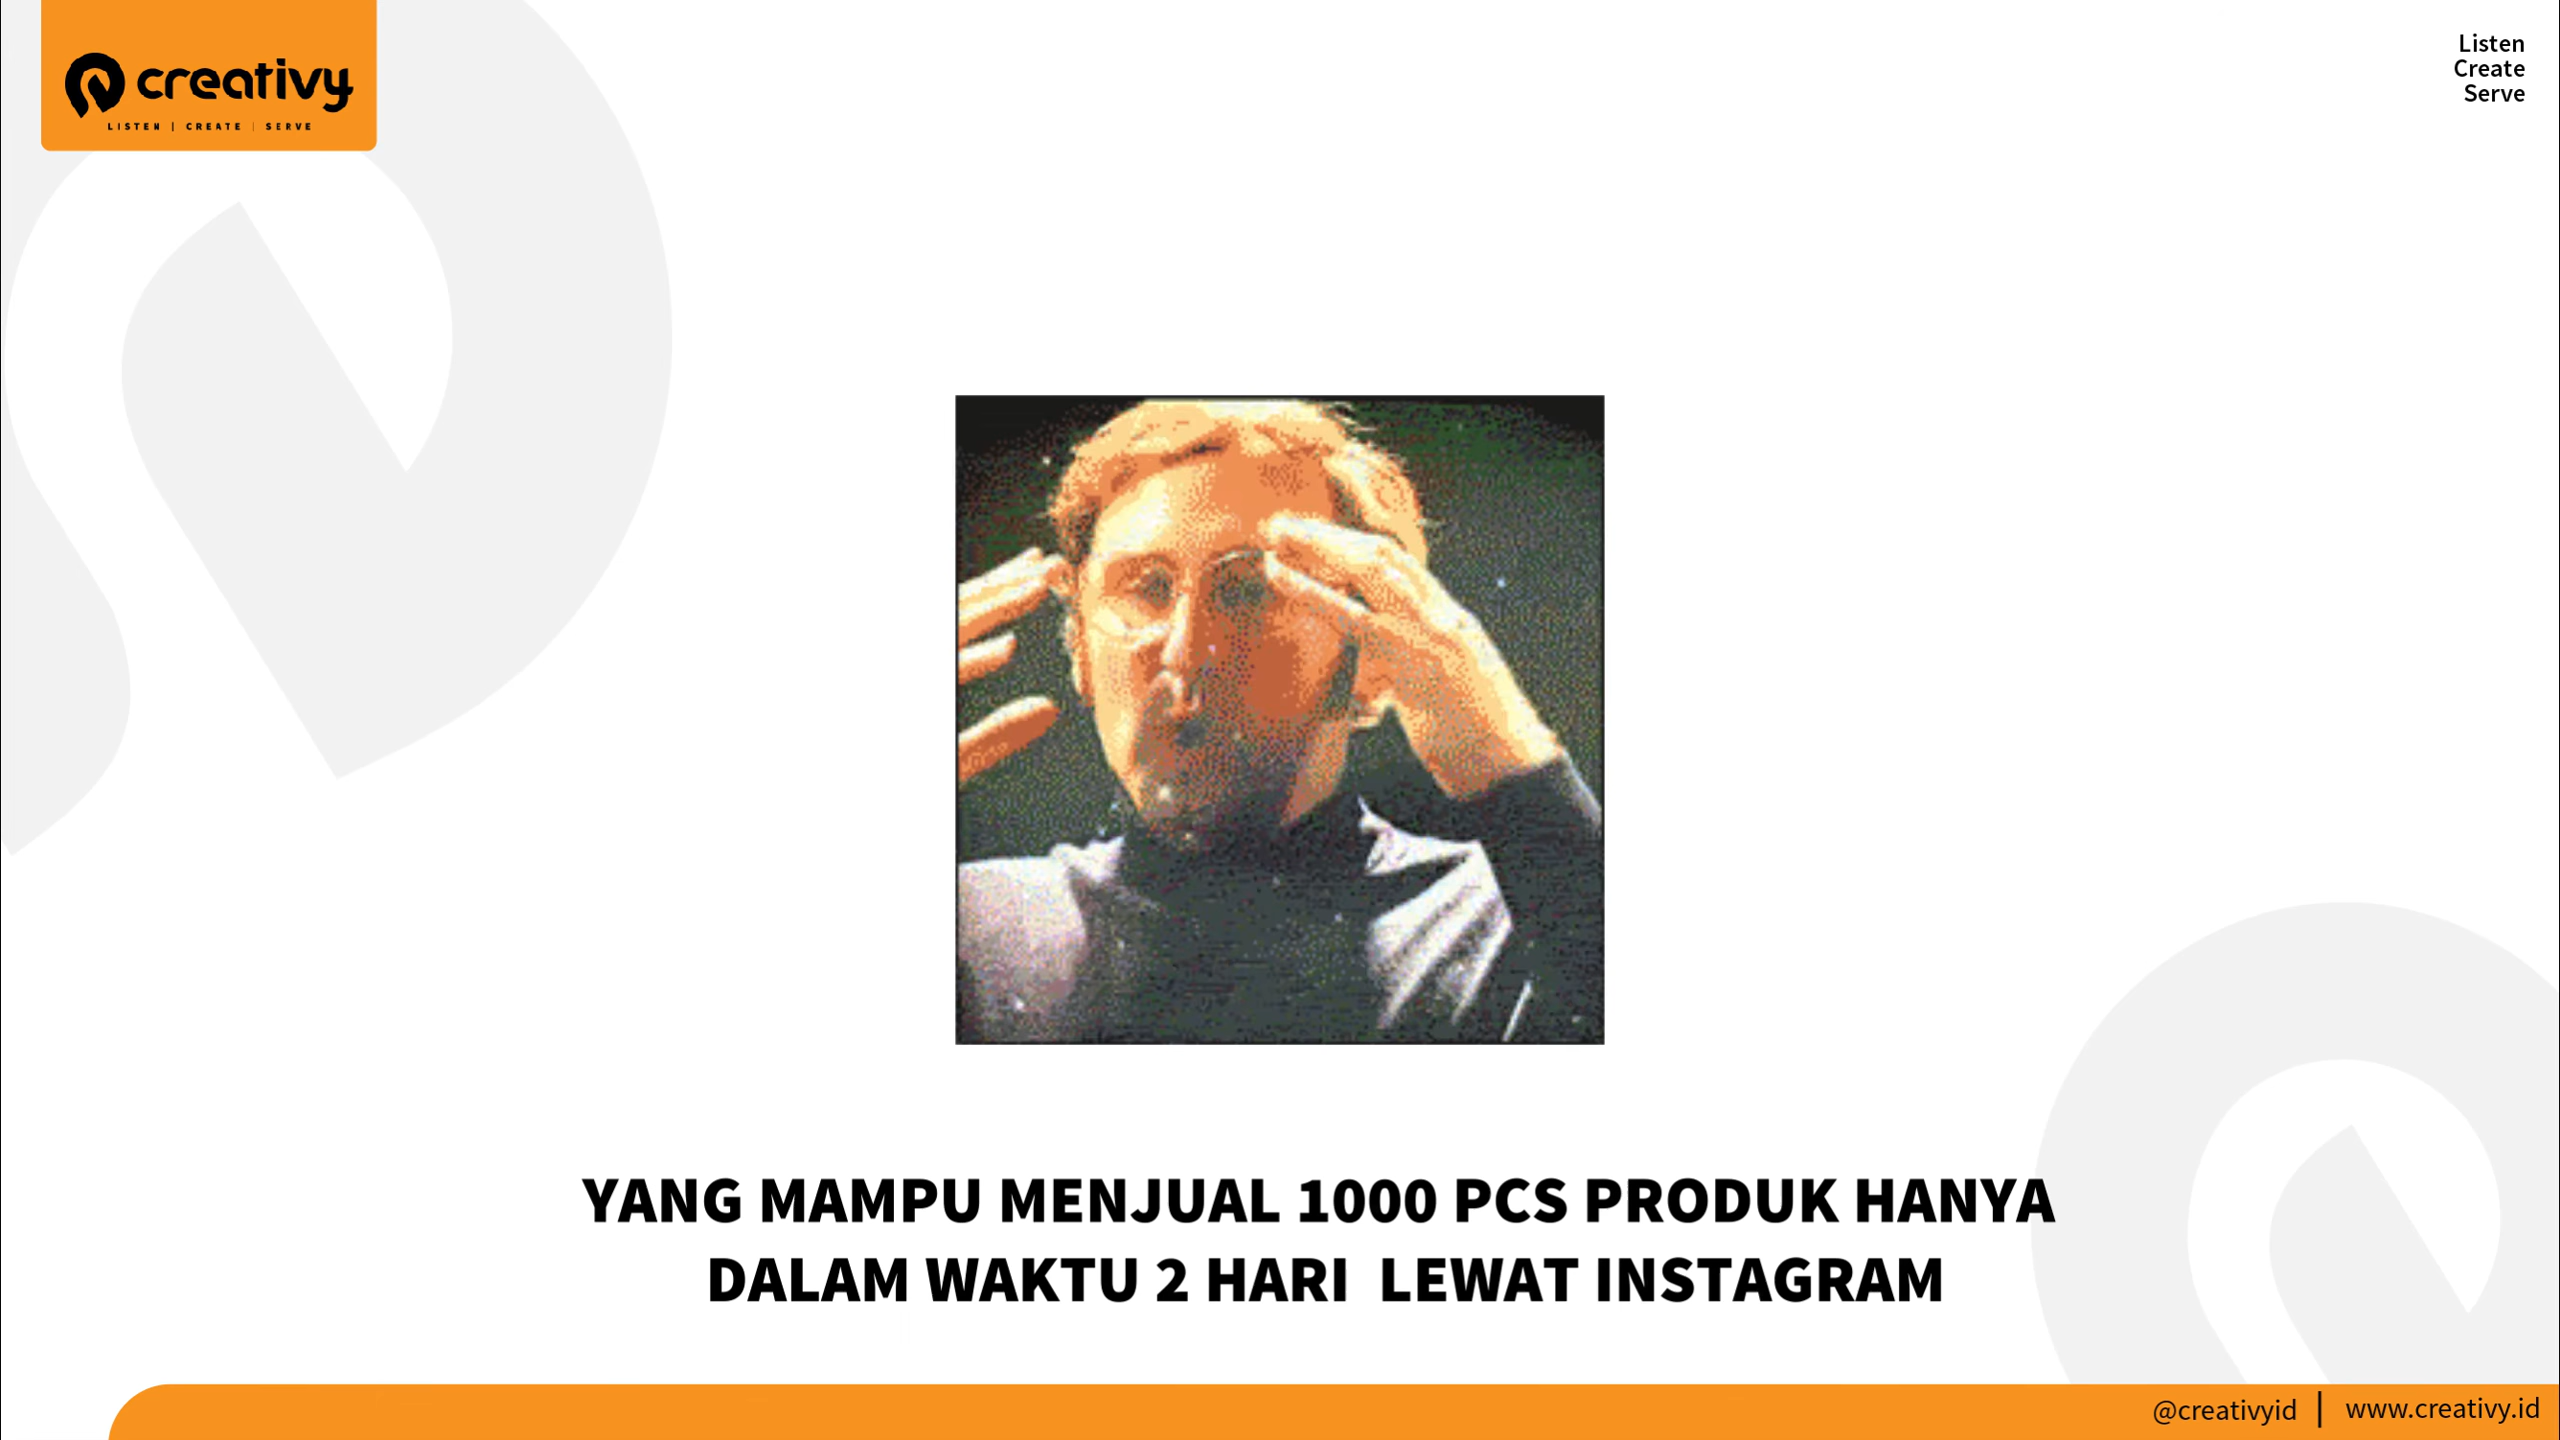 creativy
LISTEN | CREATE | SERVE
Listen
Create
Serve
YANG MAMPU MENJUAL 1000 PCS PRODUK HANYA
DALAM WAKTU 2 HARI  LEWAT INSTAGRAM
@creativyid | www.creativy.id